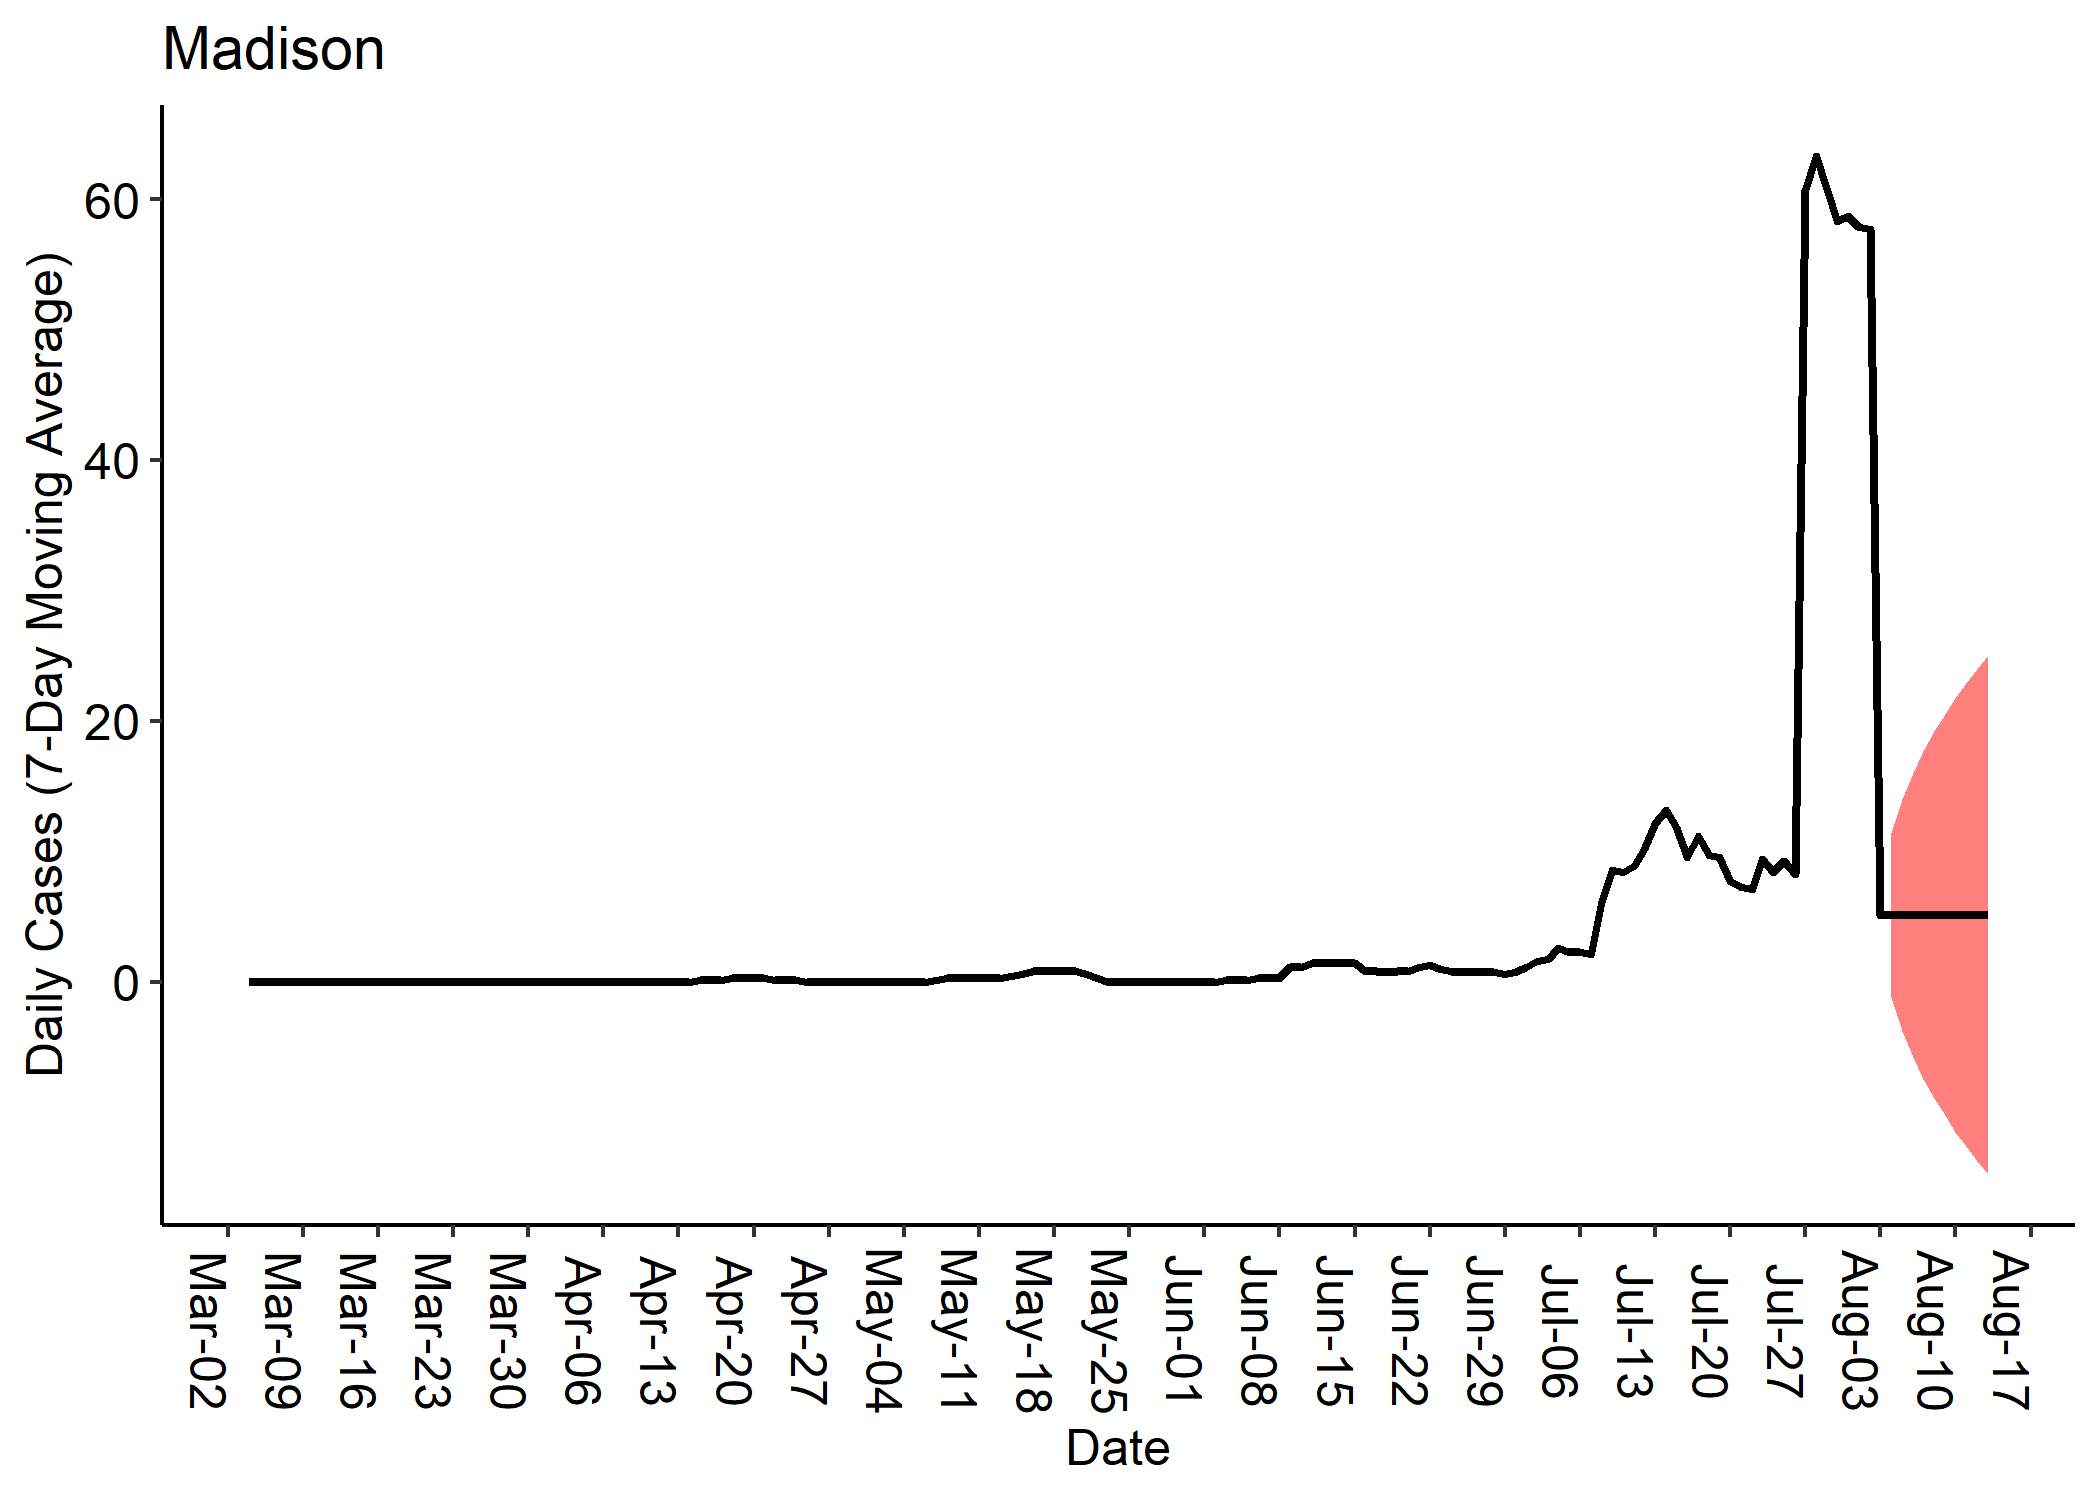 Madison
Daily Cases (7-Day Moving Average)
60
40
20
0
Mar-02
Mar-09
Mar-16
Mar-23
Mar-30
Apr-06
Apr-13
Apr-20
Apr-27
May-04
May-11
May-18
May-25
Jun-01
Jun-08
Jun-15
Jun-22
Jun-29
Jul-06
Jul-13
Jul-20
Jul-27
Aug-03
Aug-10
Aug-17
Date